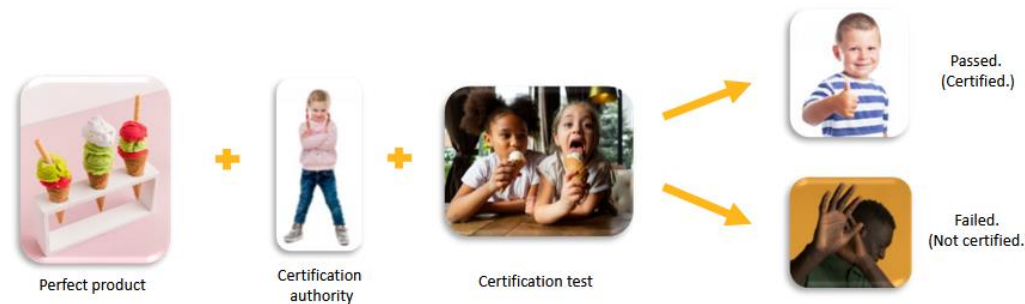 Perfect product
Certification
authority
Certification test
Passed.
(Certified.)
Failed.
(Not certified.